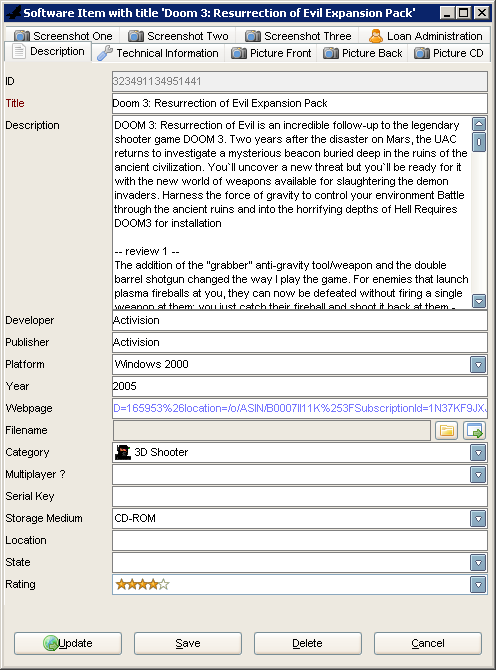 Software Item with title 'Doom 3: Resurrection of Evil Expansion Pack'
Screenshot One Screenshot Two Screenshot Three Loan Administration
Description Technical Information Picture Front Picture Back Picture CD
ID 323491134951441
Title Doom 3: Resurrection of Evil Expansion Pack
Description DOOM 3: Resurrection of Evil is an incredible follow-up to the legendary
shooter game DOOM 3. Two years after the disaster on Mars, the UAC
returns to investigate a mysterious beacon buried deep in the ruins of the
ancient civilization. You`ll uncover a new threat but you`ll be ready for it
with the new world of weapons available for slaughtering the demon
invaders. Harness the force of gravity to control your environment Battle
through the ancient ruins and into the horrifying depths of Hell Requires
DOOM3 for installation
-- review 1 --
The addition of the "grabber" anti-gravity tool/weapon and the double
barrel shotgun changed the way I play the game. For enemies that launch
plasma fireballs at you, they can now be defeated without firing a single
weapon at them: you just catch their fireball and shoot it back at them -
Developer Activision
Publisher Activision
Platform Windows 2000
Year 2005
Webpage D=165953%26location=/o/ASIN/B0007II11K%253FSubscriptionId=1N37KF9JX
Filename
Category 3D Shooter
Multiplayer ?
Serial Key
Storage Medium CD-ROM
Location
State
Rating
Update Save Delete Cancel